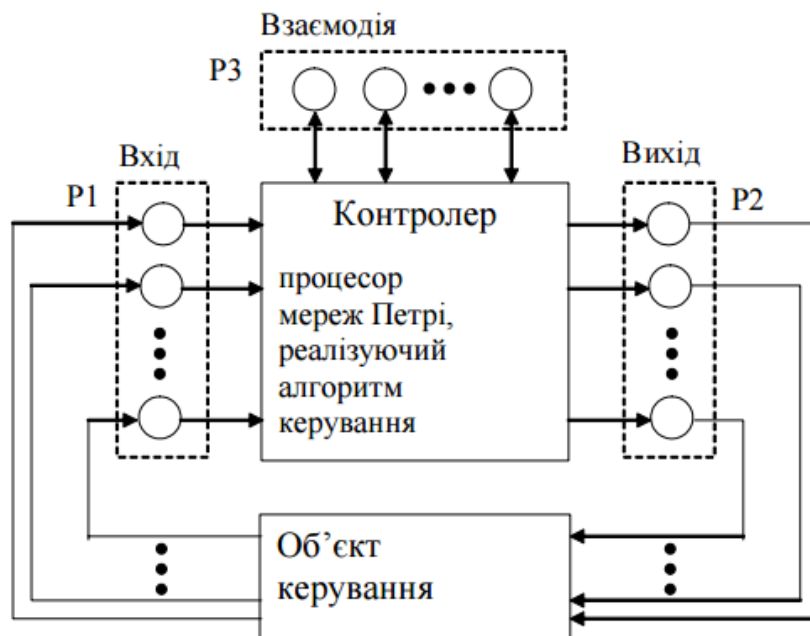 Взаємодія
P3
Вхід
P1
Вихід
P2
Контролер
процесор
мереж Петрі,
реалізуючий
алгоритм
керування
Об’єкт
керування